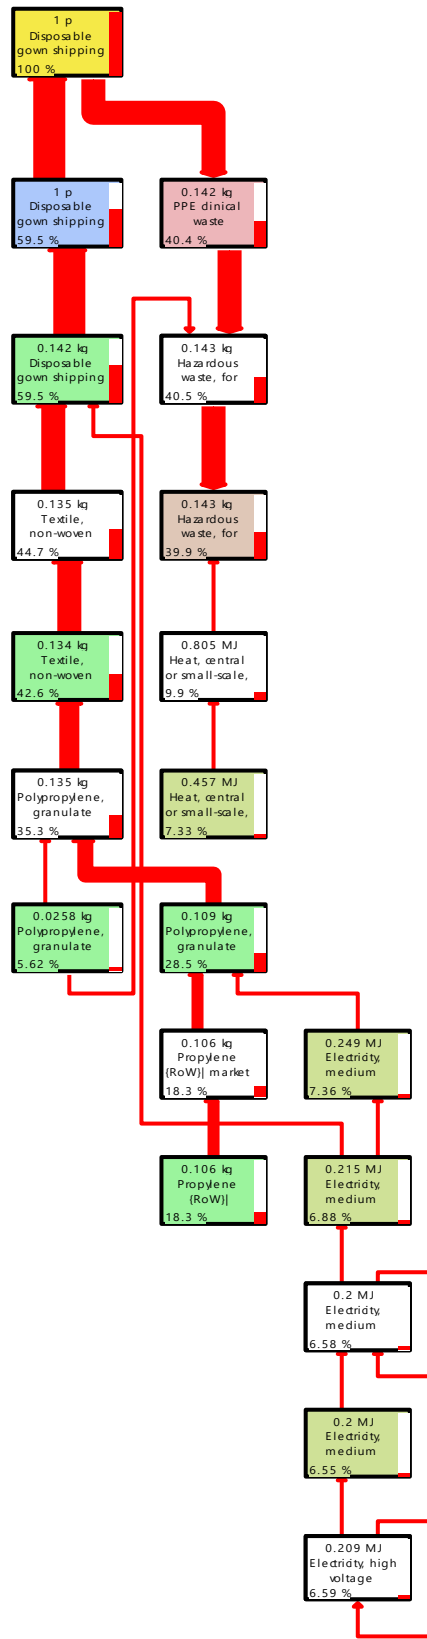 1 p
Disposable
gown shipping
100 %
1 p
Disposable
gown shipping
59.5 %
0.142 kg
PPE clinical
waste
40.4 %
0.142 kg
Disposable
gown shipping
59.5 %
0.143 kg
Hazardous
waste, for
40.5 %
0.135 kg
Textile,
non-woven
44.7 %
0.143 kg
Hazardous
waste, for
39.9 %
0.134 kg
Textile,
non-woven
42.6 %
0.805 MJ
Heat, central
or small-scale,
9.9 %
0.135 kg
Polypropylene,
granulate
35.3 %
0.457 MJ
Heat, central
or small-scale,
7.33 %
0.0258 kg
Polypropylene,
granulate
5.62 %
0.109 kg
Polypropylene,
granulate
28.5 %
0.106 kg
Propylene
{RoW}| market
18.3 %
0.249 MJ
Electricity,
medium
7.36 %
0.106 kg
Propylene
{RoW}|
18.3 %
0.215 MJ
Electricity,
medium
6.88 %
0.2 MJ
Electricity,
medium
6.58 %
0.2 MJ
Electricity,
medium
6.55 %
0.209 MJ
Electricity, high
voltage
6.59 %